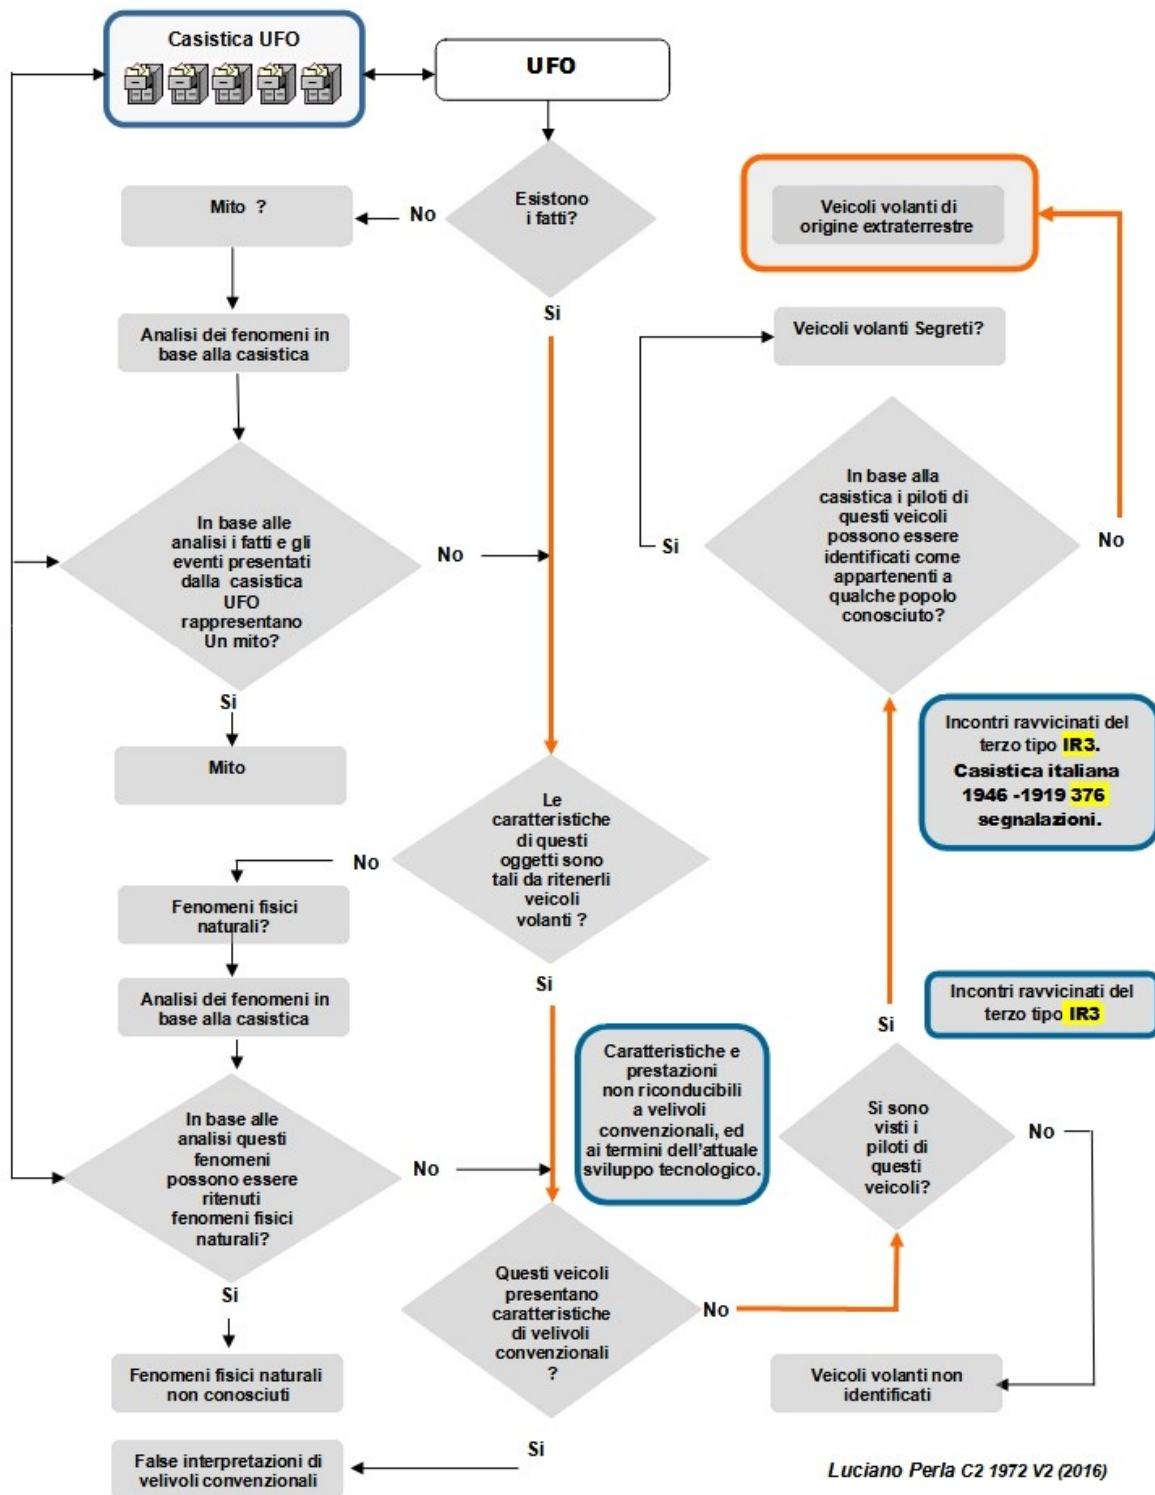 Casistica UFO
UFO
Esistono
i fatti?
No
Mito ?
Si
Analisi dei fenomeni in
base alla casistica
In base alle
analisi i fatti e gli
eventi presentati
dalla casistica
UFO
rappresentano
Un mito?
No
Si
Mito
Le
caratteristiche
di questi
oggetti sono
tali da ritenerli
veicoli
volanti ?
No
Si
Fenomeni fisici
naturali?
Analisi dei fenomeni in
base alla casistica
In base alle
analisi questi
fenomeni
possono essere
ritenuti
fenomeni fisici
naturali?
No
Si
Fenomeni fisici naturali
non conosciuti
Caratteristiche e
prestazioni
non riconducibili
a velivoli
convenzionali, ed
ai termini dell'attuale
sviluppo tecnologico.
Questi veicoli
presentano
caratteristiche
di velivoli
convenzionali
?
No
Si
False interpretazioni di
velivoli convenzionali
Si sono
visti i
piloti di
questi
veicoli?
No
Si
Veicoli volanti non
identificati
Incontri ravvicinati del
terzo tipo IR3
Incontri ravvicinati del
terzo tipo IR3.
Casistica italiana
1946 -1919 376
segnalazioni.
In base alla
casistica i piloti di
questi veicoli
possono essere
identificati come
appartenenti a
qualche popolo
conosciuto?
Si
No
Veicoli volanti Segreti?
Veicoli volanti di
origine extraterrestre
Luciano Perla C2 1972 V2 (2016)